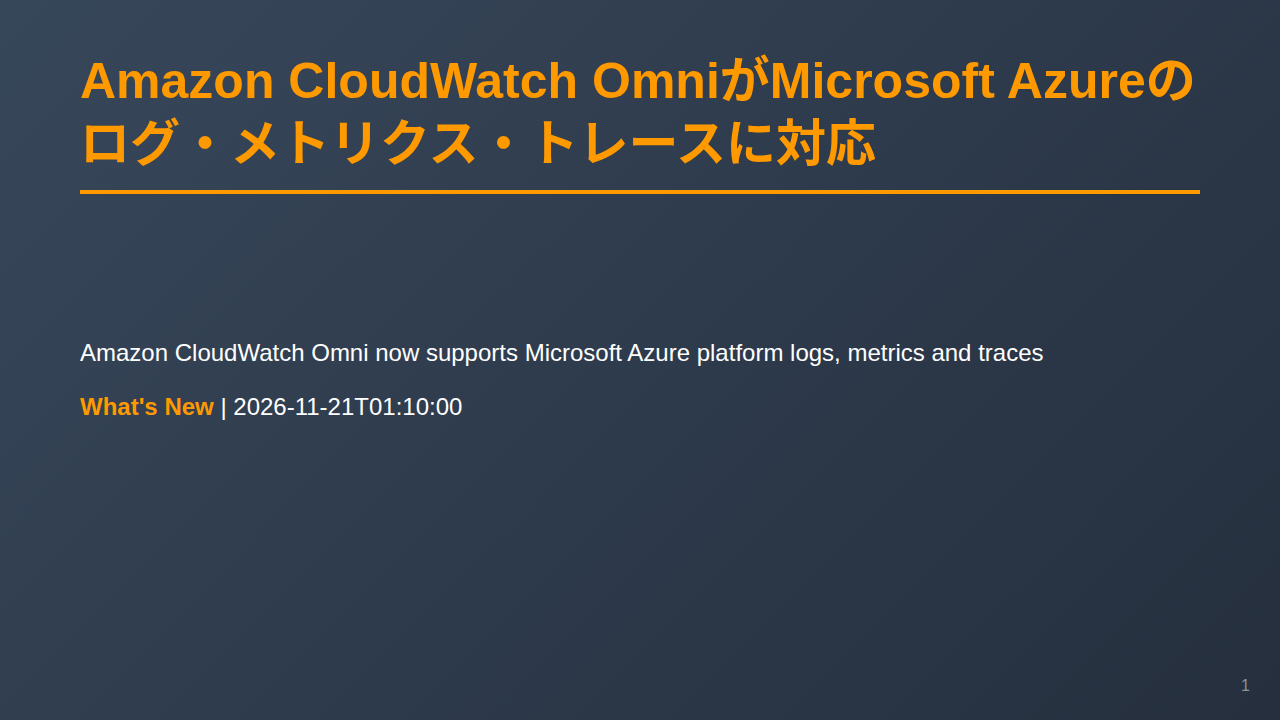 Amazon CloudWatch OmniがMicrosoft Azureの
ログ・メトリクス・トレースに対応
Amazon CloudWatch Omni now supports Microsoft Azure platform logs, metrics and traces
What's New | 2026-11-21T01:10:00
1